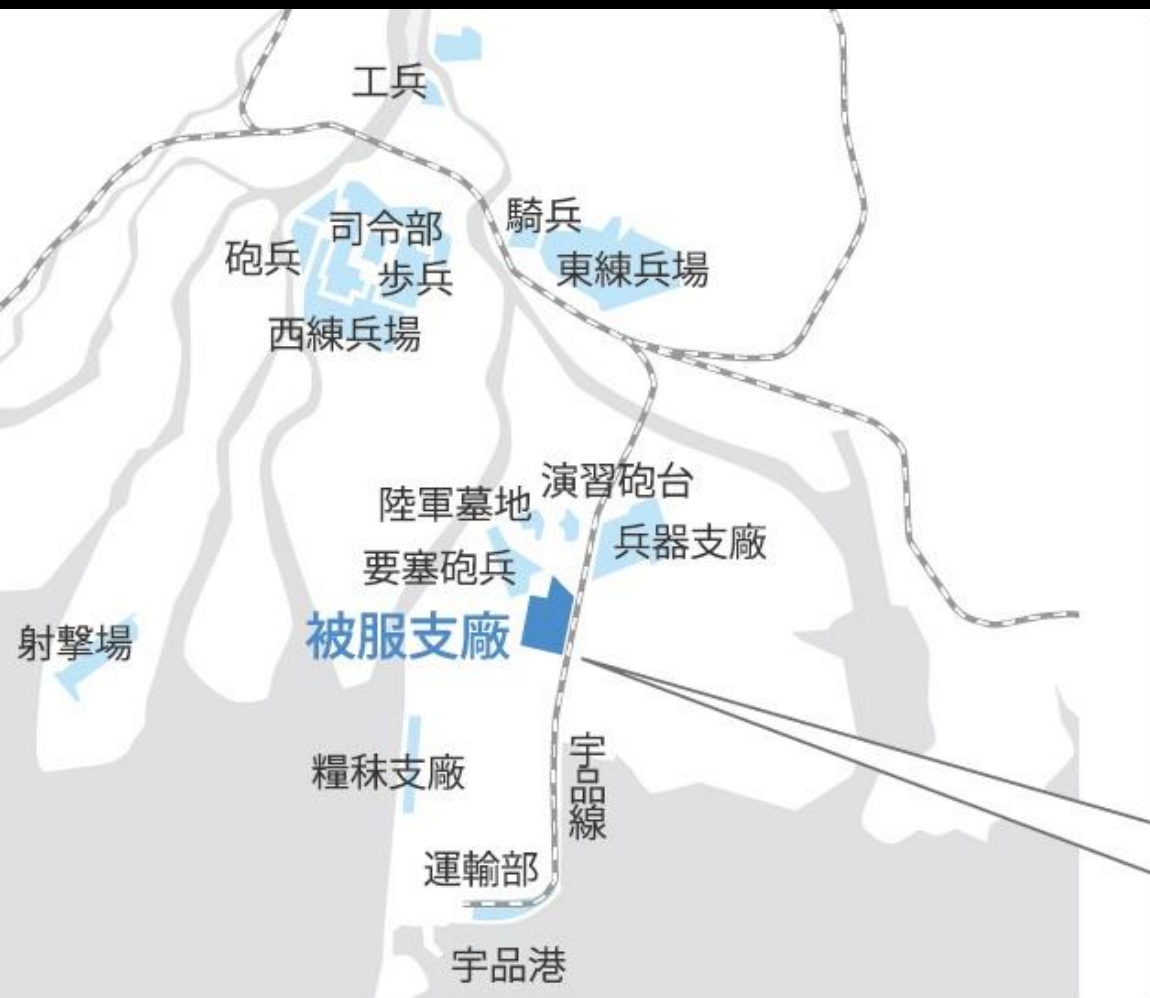 工兵
騎兵
司令部
砲兵
歩兵
東練兵場
西練兵場
演習砲台
陸軍墓地
兵器支廠
要塞砲兵
被服支廠
射撃場
宇品線
糧秣支廠
運輸部
宇品港